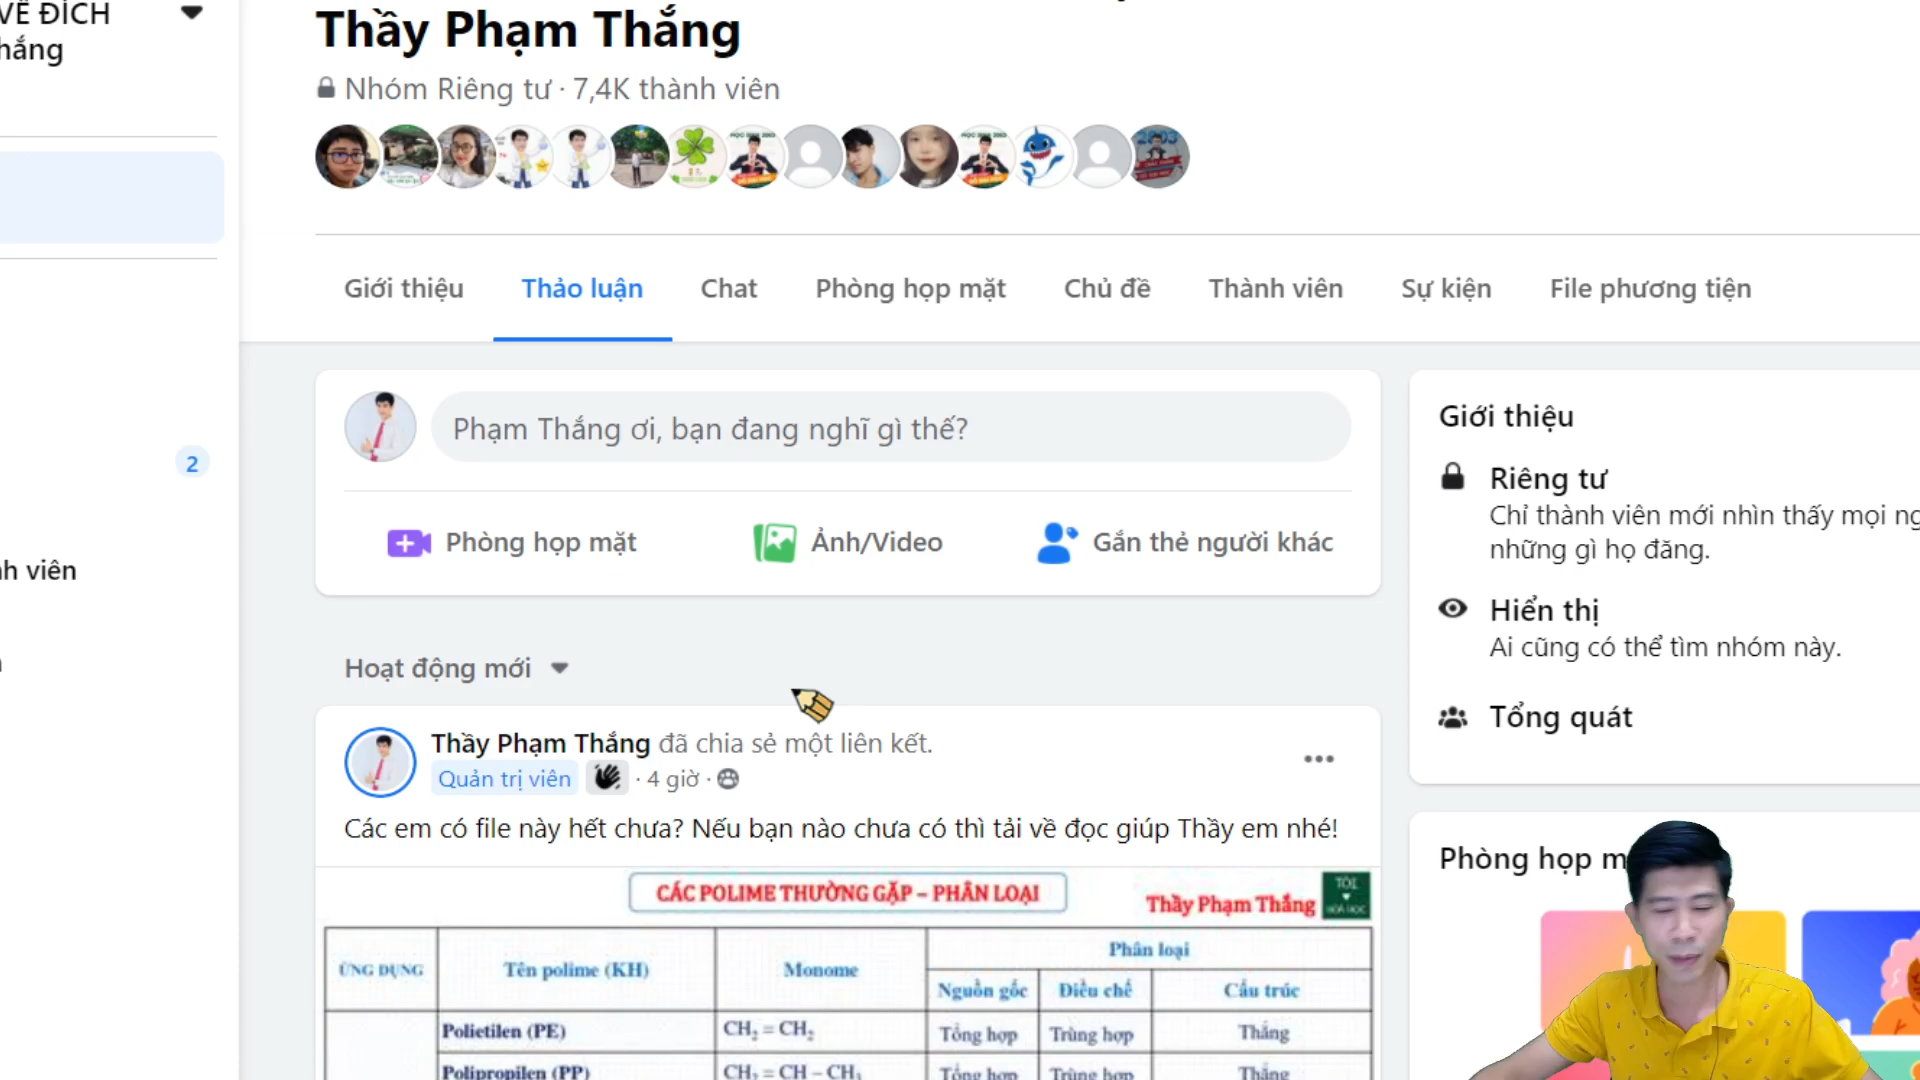 VỀ ĐÍCH
hắng
Thầy Phạm Thắng
Nhóm Riêng tư · 7,4K thành viên
Giới thiệu
Thảo luận
Chat
Phòng họp mặt
Chủ đề
Thành viên
Sự kiện
File phương tiện
Phạm Thắng ơi, bạn đang nghĩ gì thế?
Phòng họp mặt
Ảnh/Video
Gắn thẻ người khác
2
h viên
Giới thiệu
Riêng tư
Chỉ thành viên mới nhìn thấy mọi ng
những gì họ đăng.
Hiển thị
Ai cũng có thể tìm nhóm này.
Tổng quát
Hoạt động mới
Thầy Phạm Thắng đã chia sẻ một liên kết.
Quản trị viên · 4 giờ ·
Các em có file này hết chưa? Nếu bạn nào chưa có thì tải về đọc giúp Thầy em nhé!
Phòng họp m
CÁC POLIME THƯỜNG GẶP – PHÂN LOẠI
Thầy Phạm Thắng
TÔI
HOÁ HỌC
ỨNG DỤNG
Tên polime (KH)
Monome
Phân loại
Nguồn gốc
Điều chế
Cấu trúc
Polietilen (PE)
CH₂ = CH₂
Tổng hợp
Trùng hợp
Thẳng
Polipropilen (PP)
CH₂ = CH – CH₃
Tổng hợp
Trùng hợp
Thẳng